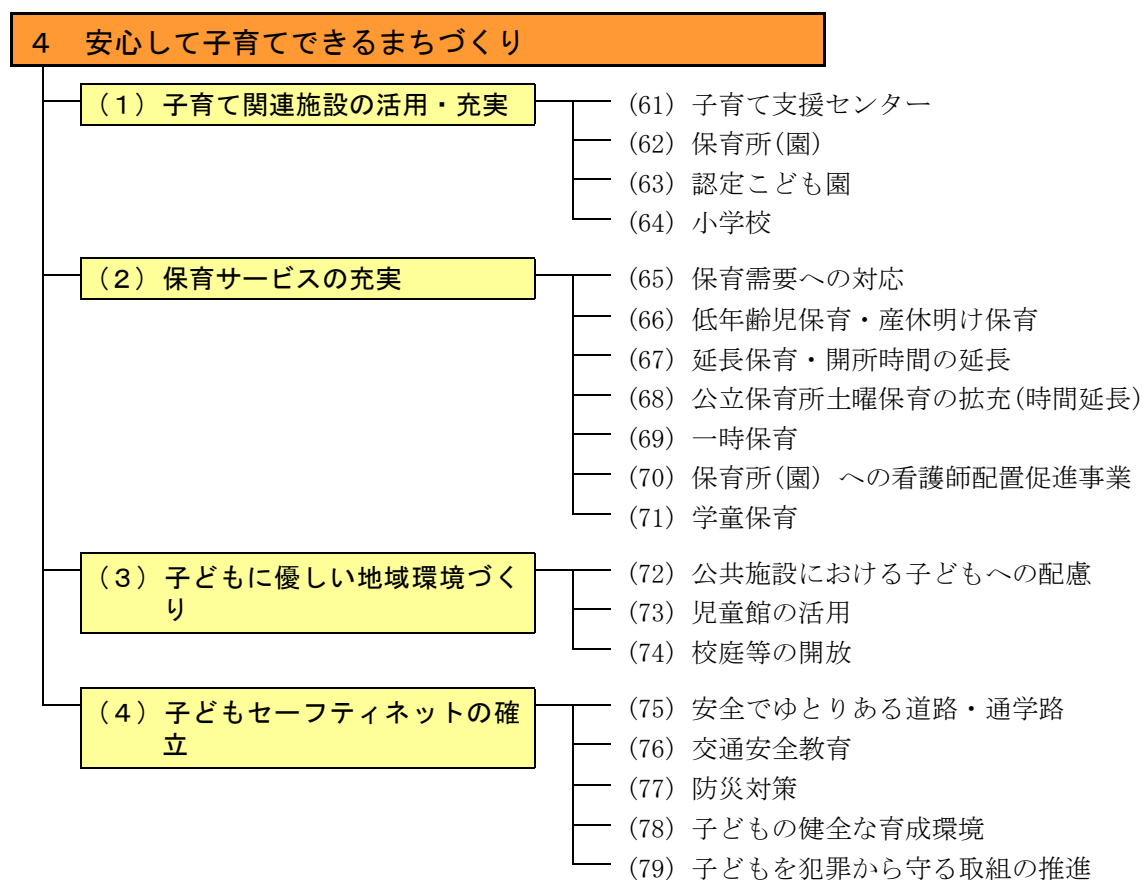 ４　安心して子育てできるまちづくり
（１）子育て関連施設の活用・充実
(61) 子育て支援センター
(62) 保育所(園)
(63) 認定こども園
(64) 小学校
（２）保育サービスの充実
(65) 保育需要への対応
(66) 低年齢児保育・産休明け保育
(67) 延長保育・開所時間の延長
(68) 公立保育所土曜保育の拡充(時間延長)
(69) 一時保育
(70) 保育所(園) への看護師配置促進事業
(71) 学童保育
（３）子どもに優しい地域環境づく
り
(72) 公共施設における子どもへの配慮
(73) 児童館の活用
(74) 校庭等の開放
（４）子どもセーフティネットの確
立
(75) 安全でゆとりある道路・通学路
(76) 交通安全教育
(77) 防災対策
(78) 子どもの健全な育成環境
(79) 子どもを犯罪から守る取組の推進